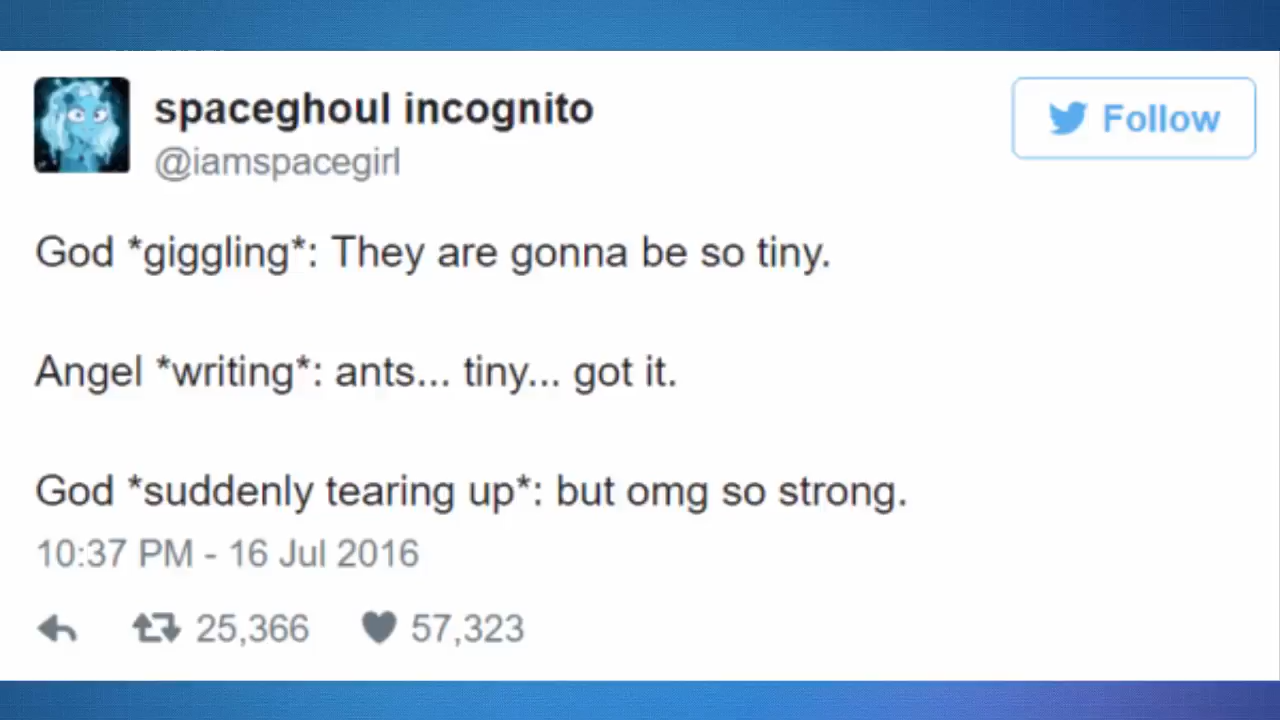 spaceghoul incognito
@iamspacegirl
Follow
God *giggling*: They are gonna be so tiny.
Angel *writing*: ants... tiny... got it.
God *suddenly tearing up*: but omg so strong.
10:37 PM - 16 Jul 2016
25,366 57,323